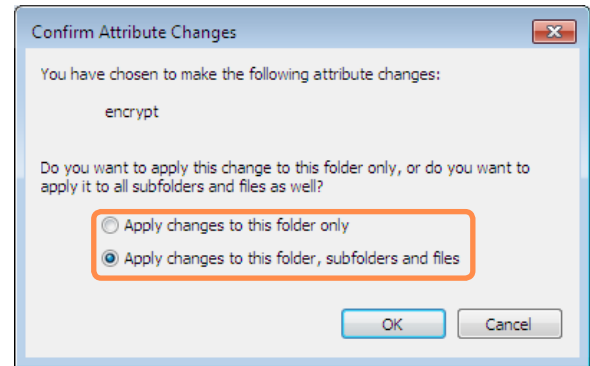 Confirm Attribute Changes
You have chosen to make the following attribute changes:
encrypt
Do you want to apply this change to this folder only, or do you want to
apply it to all subfolders and files as well?
Apply changes to this folder only
Apply changes to this folder, subfolders and files
OK Cancel